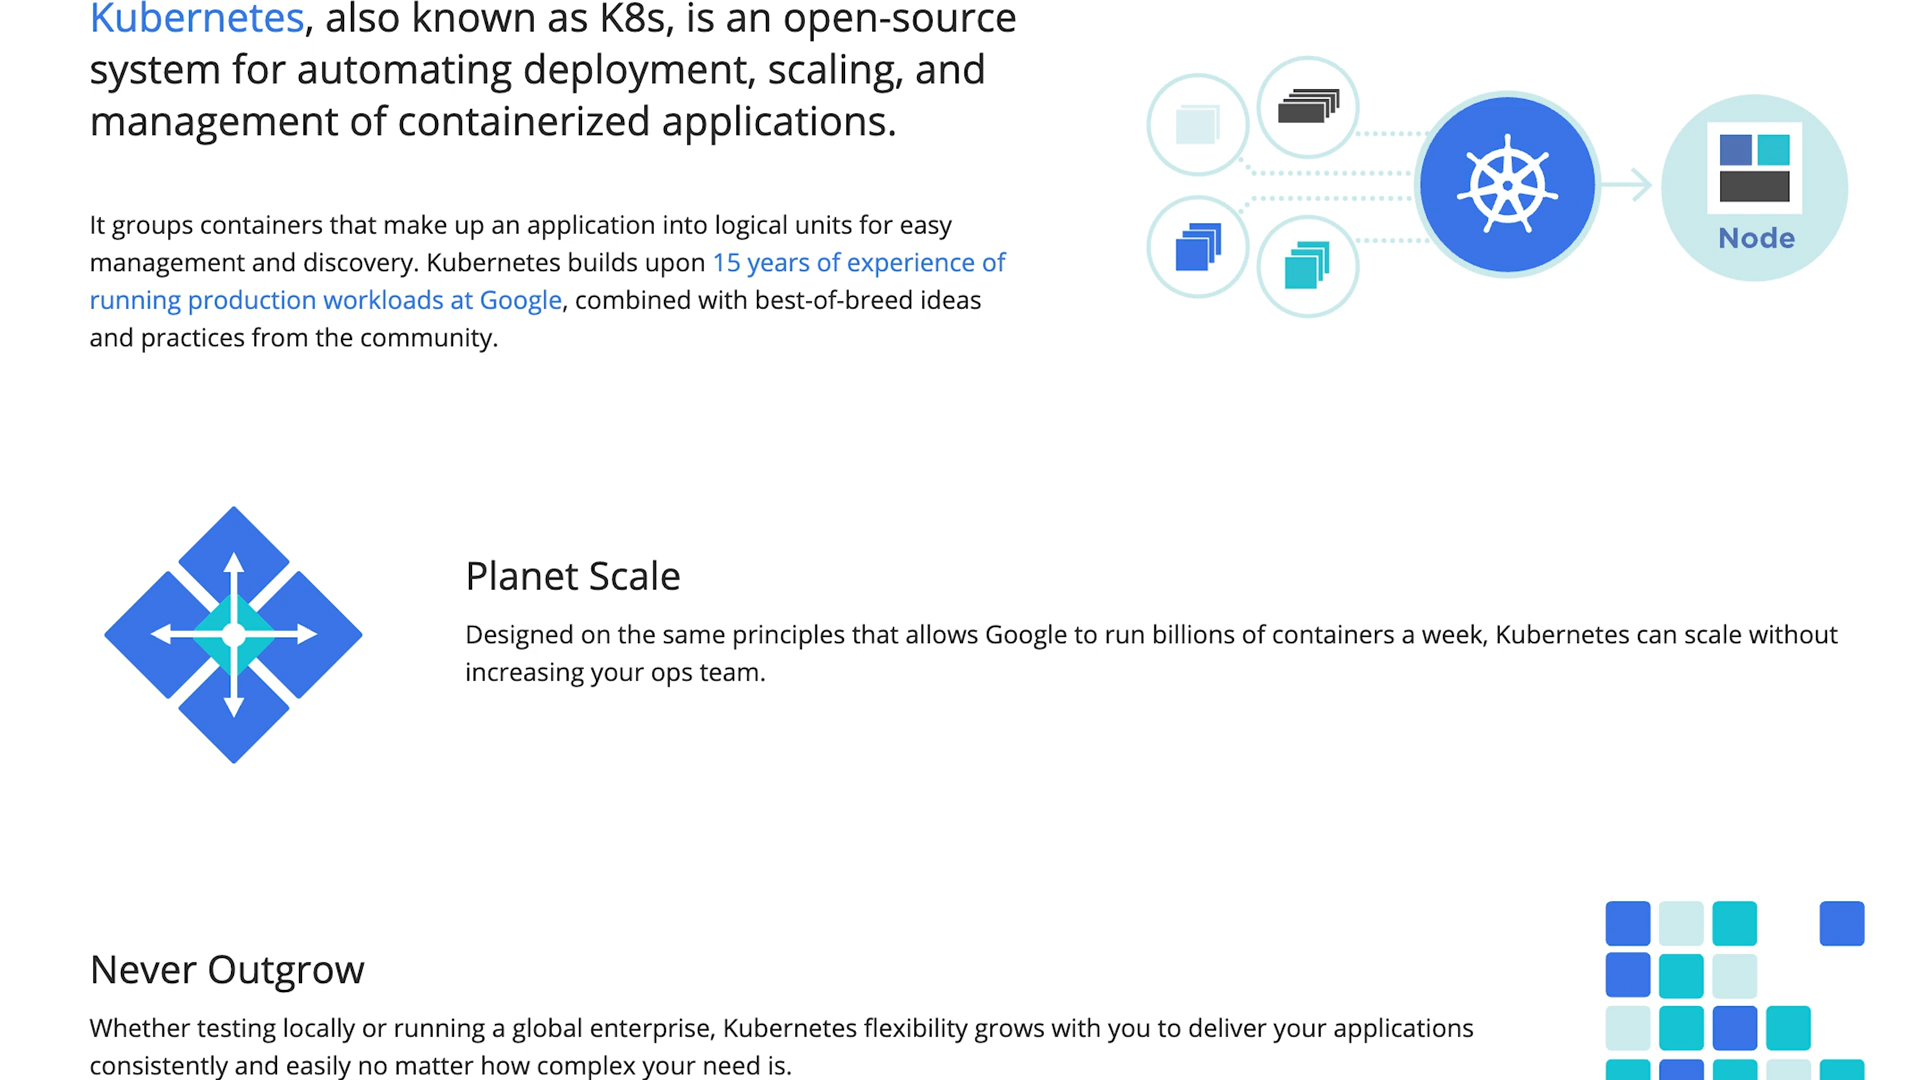 Kubernetes, also known as K8s, is an open-source
system for automating deployment, scaling, and
management of containerized applications.
It groups containers that make up an application into logical units for easy
management and discovery. Kubernetes builds upon 15 years of experience of
running production workloads at Google, combined with best-of-breed ideas
and practices from the community.
Node
Planet Scale
Designed on the same principles that allows Google to run billions of containers a week, Kubernetes can scale without
increasing your ops team.
Never Outgrow
Whether testing locally or running a global enterprise, Kubernetes flexibility grows with you to deliver your applications
consistently and easily no matter how complex your need is.